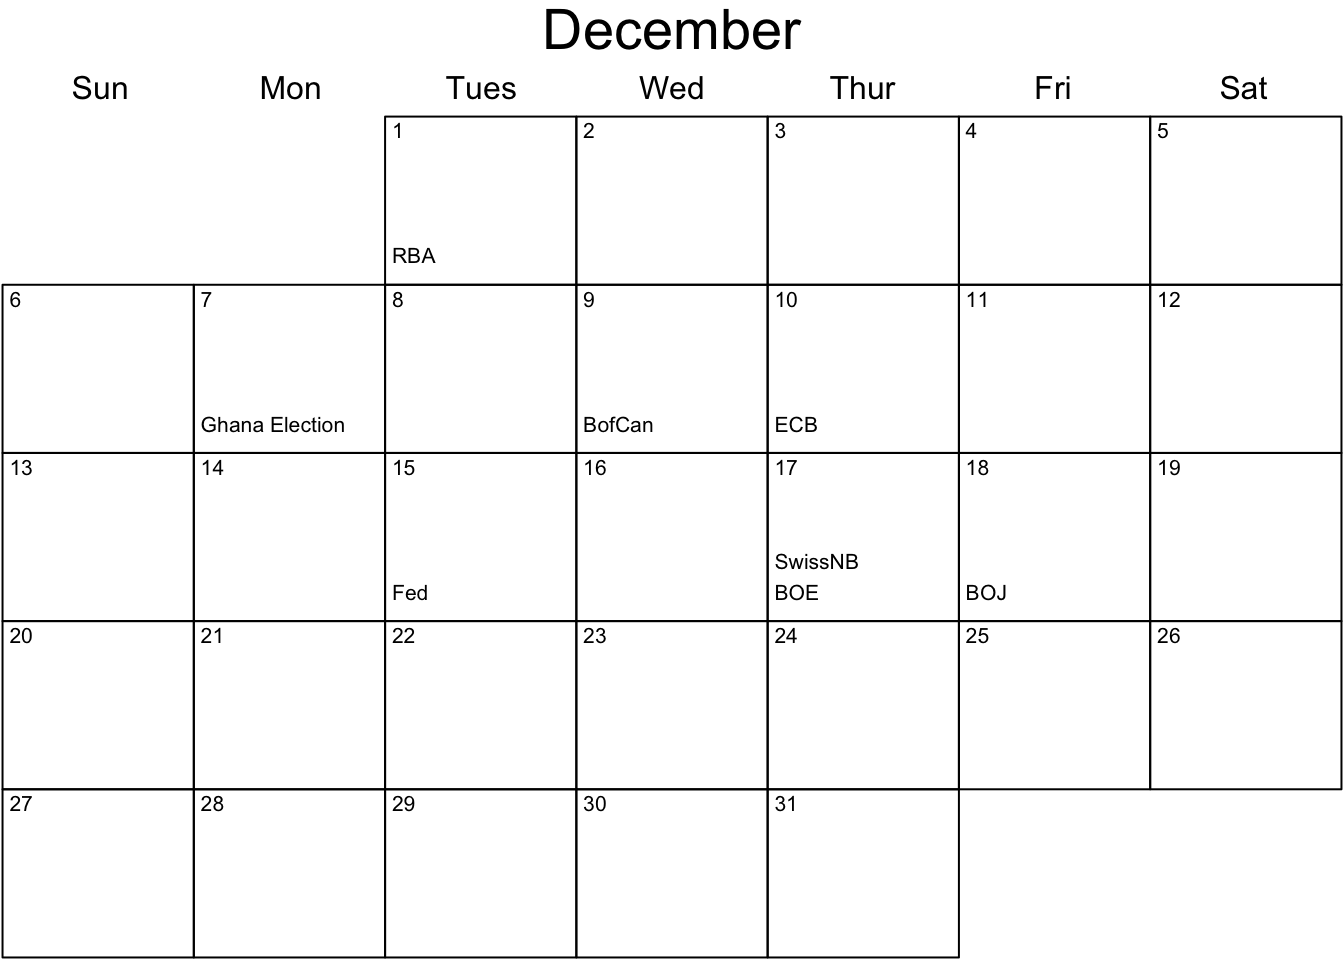 December
Sun Mon Tues Wed Thur Fri Sat
1 2 3 4 5
RBA
6 7 8 9 10 11 12
Ghana Election BofCan ECB
13 14 15 16 17 18 19
SwissNB
Fed BOE BOJ
20 21 22 23 24 25 26
27 28 29 30 31